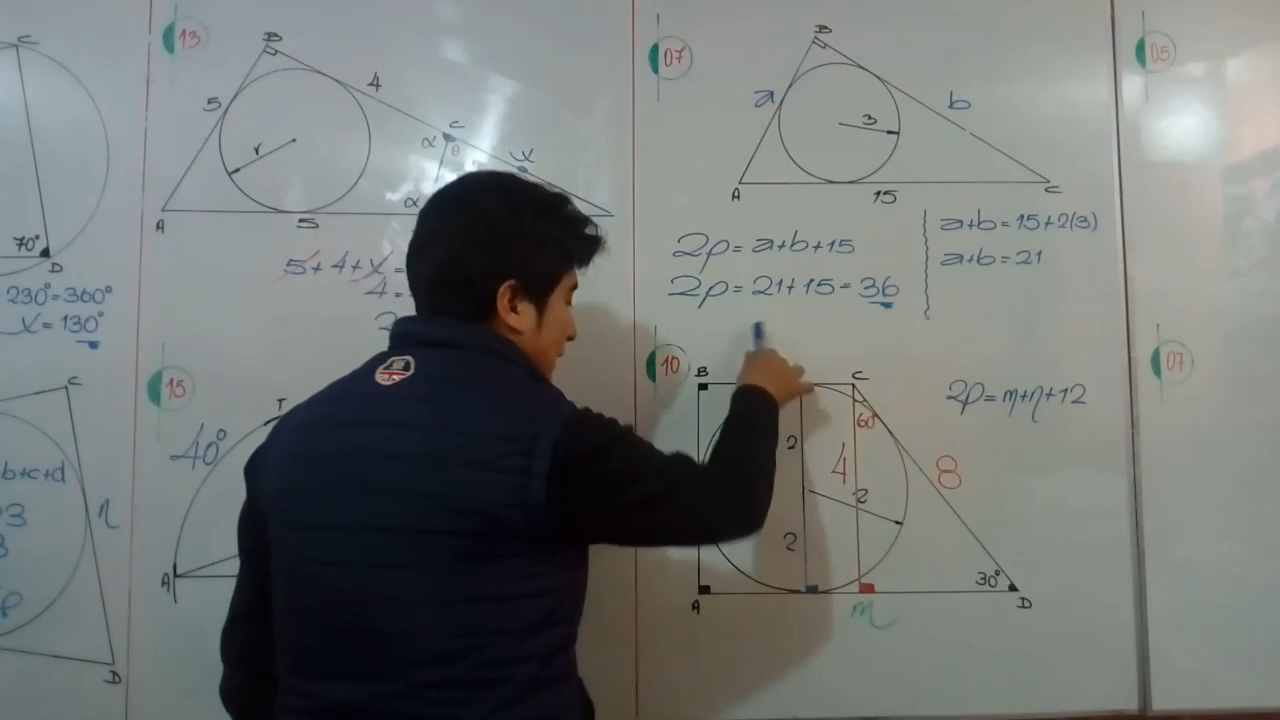 C
70°
D
230°=360°
x=130°
C
b+c+d
η
D
13
B
5
4
C
α
θ
x
r
α
A
5
5+4+x=
4=
15
T
40°
A
07
B
a
b
3
A
15
C
2p=a+b+15
2p=21+15=36
a+b=15+2(3)
a+b=21
10
B
C
60°
2
4
8
2
2
30°
A
m
D
2p=m+η+12
05
07